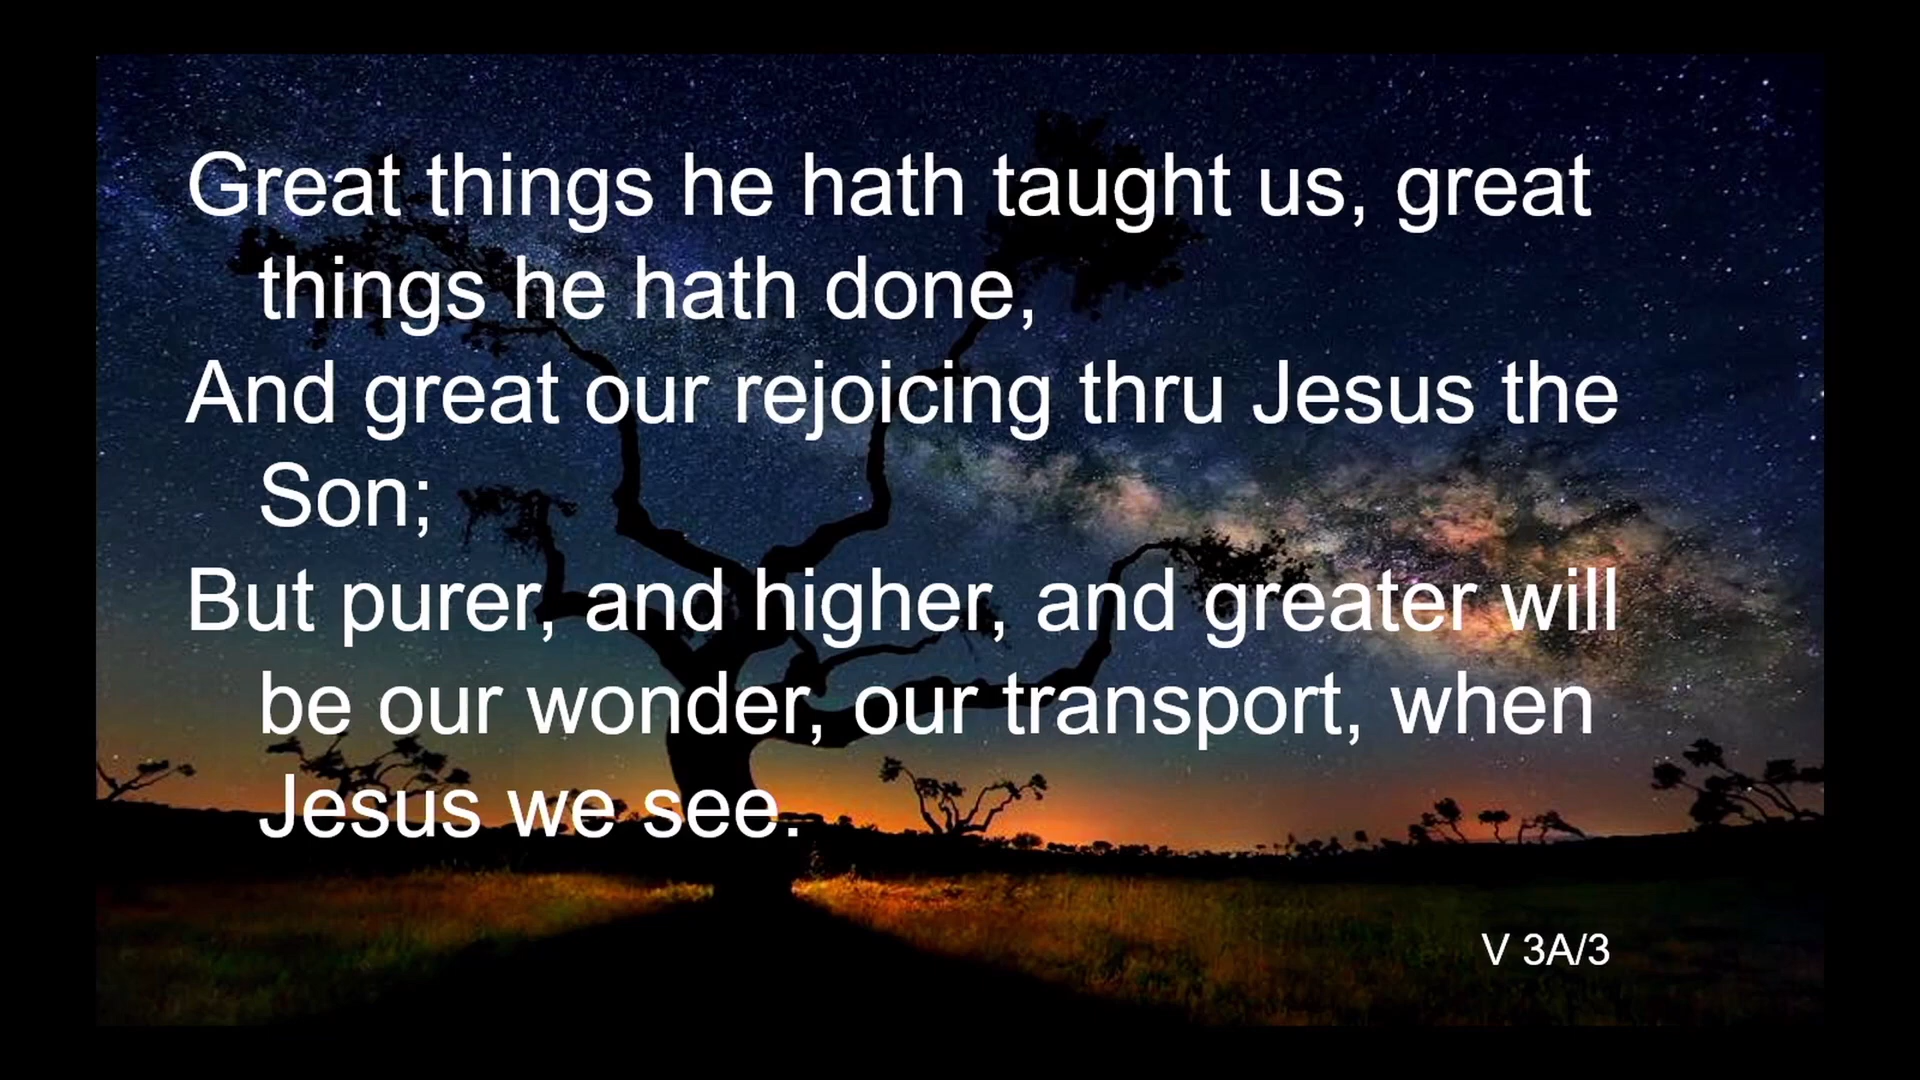 Great things he hath taught us, great
things he hath done,
And great our rejoicing thru Jesus the
Son;
But purer, and higher, and greater will
be our wonder, our transport, when
Jesus we see.
V 3A/3